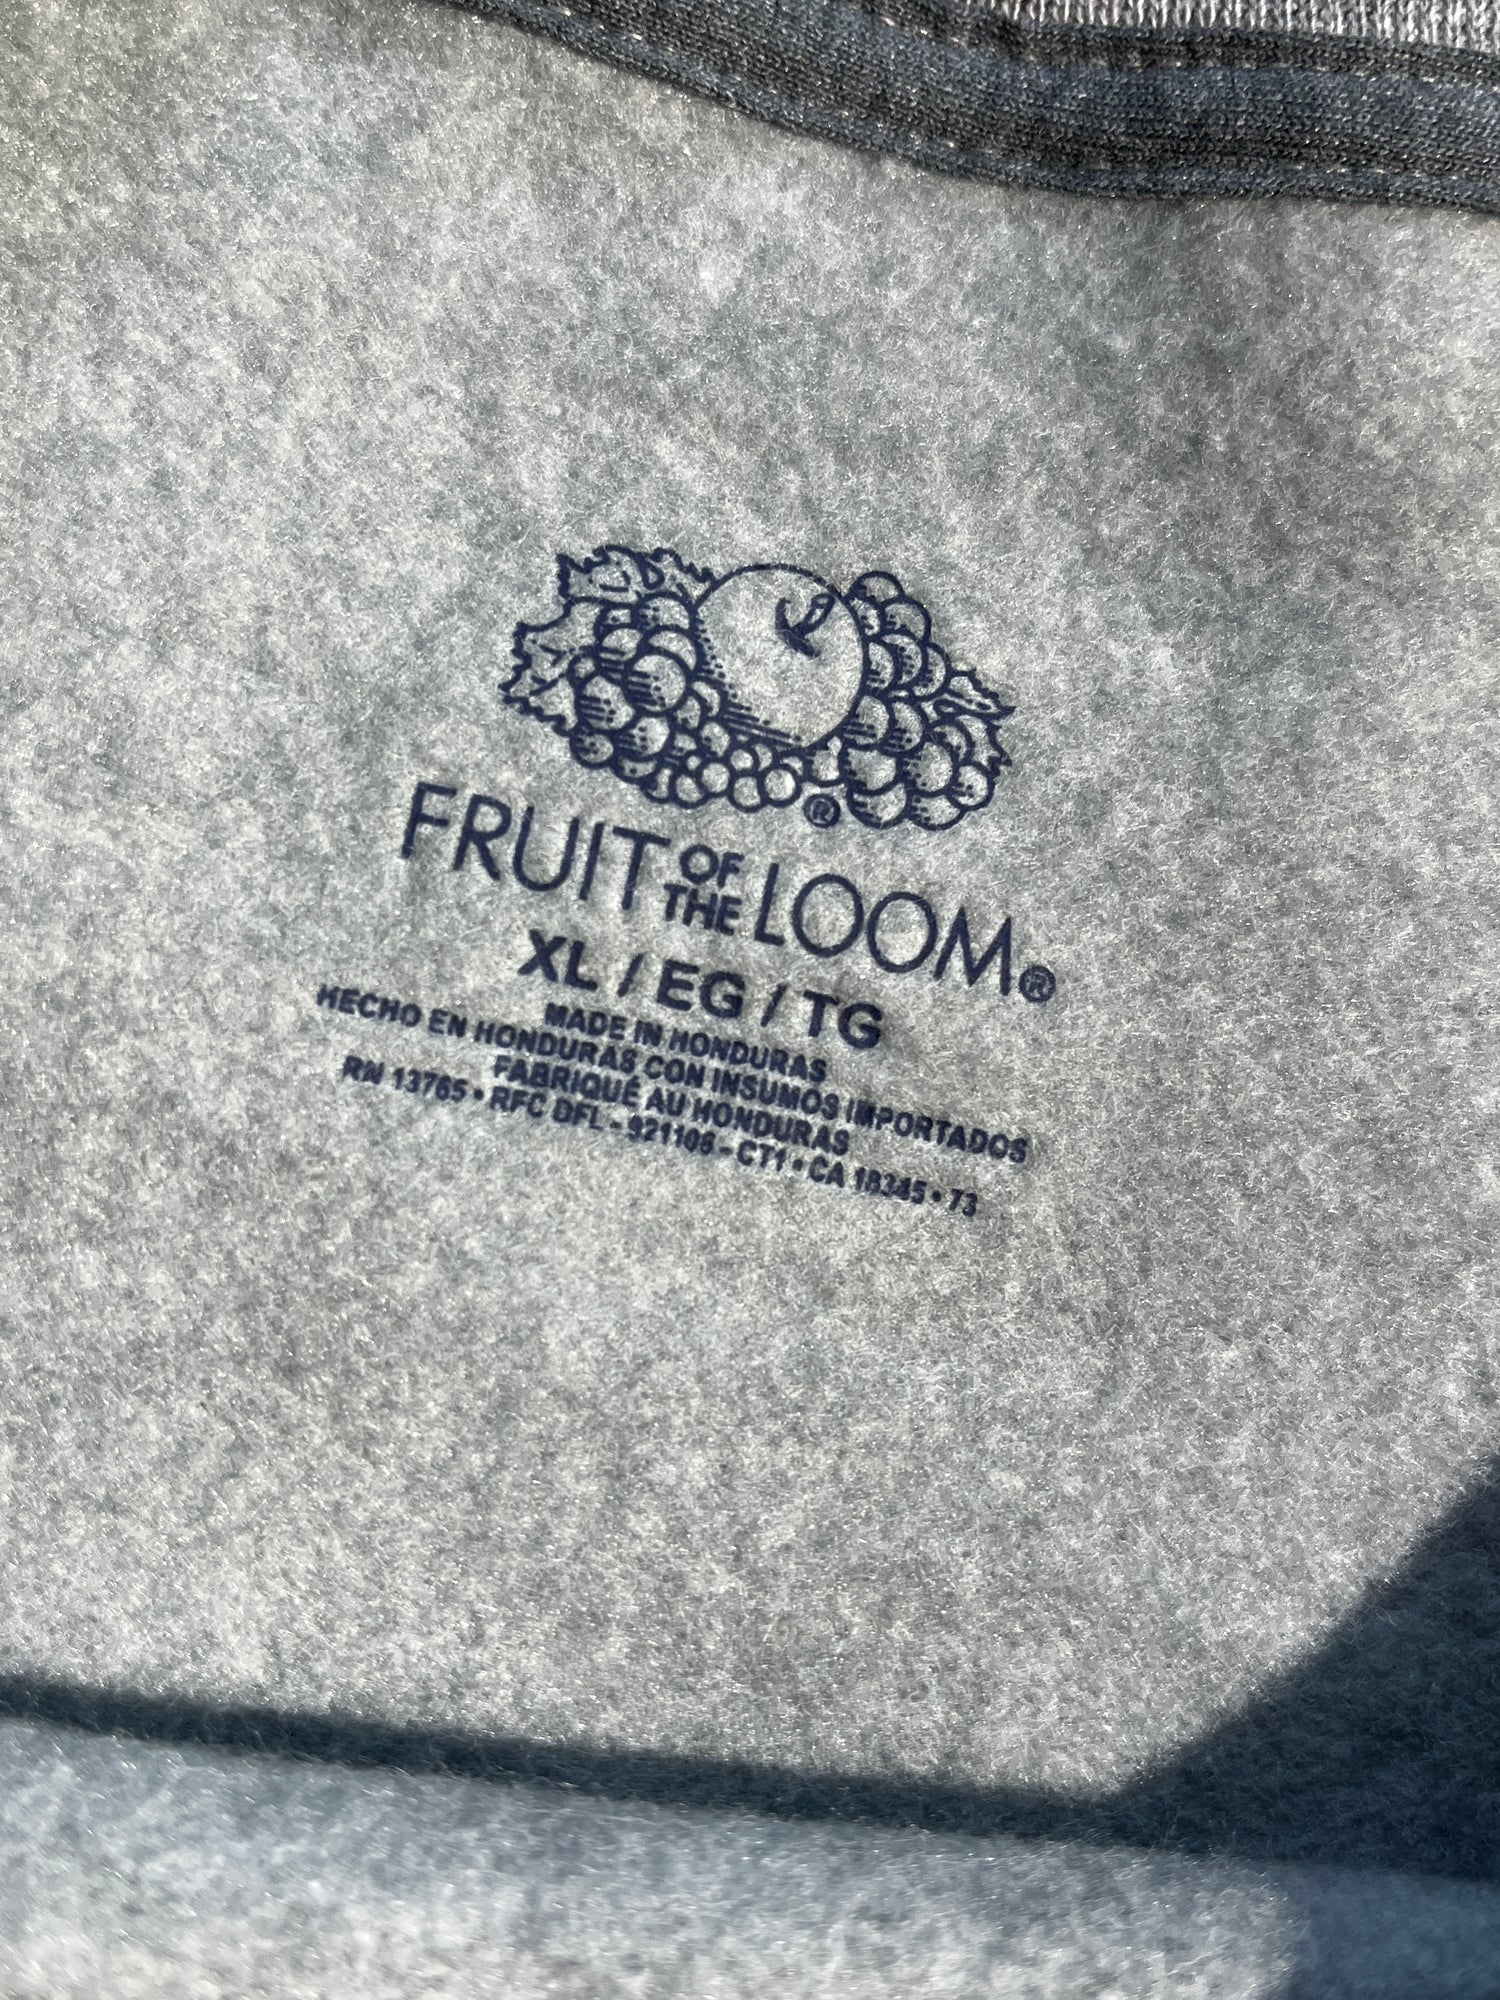 ®
FRUIT OF THE LOOM®
XL / EG / TG
MADE IN HONDURAS
HECHO EN HONDURAS CON INSUMOS IMPORTADOS
FABRIQUÉ AU HONDURAS
RN 13765 • RFC DFL - 921106 - CT1 • CA 18345 • 73